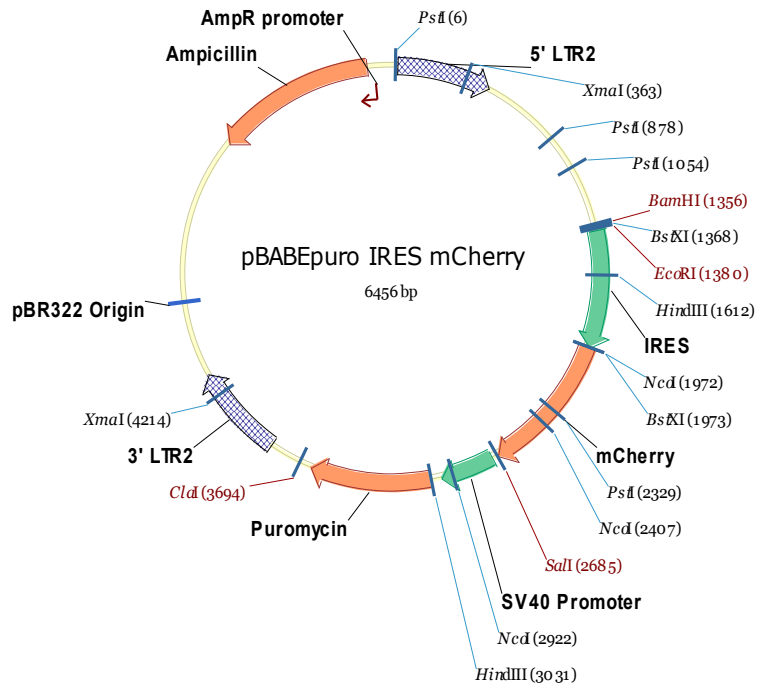 AmpR promoter
PstI (6)
Ampicillin
5' LTR2
XmaI (363)
PstI (878)
PstI (1054)
BamHI (1356)
BstXI (1368)
EcoRI (1380)
pBABEpuro IRES mCherry
6456 bp
HindIII (1612)
pBR322 Origin
IRES
NcoI (1972)
BstXI (1973)
XmaI (4214)
mCherry
3' LTR2
PstI (2329)
ClaI (3694)
NcoI (2407)
Puromycin
SalI (2685)
SV40 Promoter
NcoI (2922)
HindIII (3031)